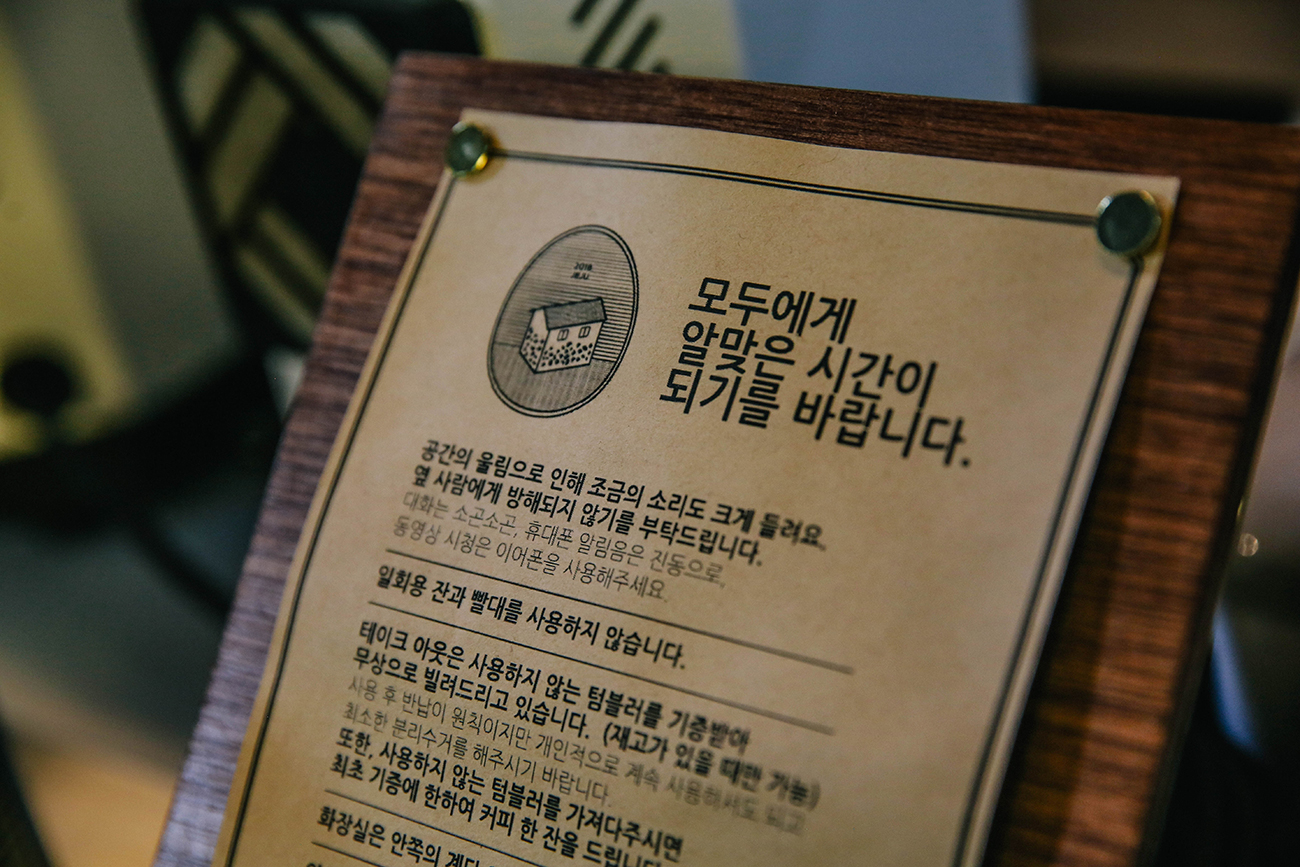 2018
JEJU
모두에게
알맞은 시간이
되기를 바랍니다.
공간의 울림으로 인해 조금의 소리도 크게 들려요.
옆 사람에게 방해되지 않기를 부탁드립니다.
대화는 소곤소곤, 휴대폰 알림음은 진동으로,
동영상 시청은 이어폰을 사용해주세요.
일회용 잔과 빨대를 사용하지 않습니다.
테이크 아웃은 사용하지 않는 텀블러를 기증받아
무상으로 빌려드리고 있습니다. (재고가 있을 때만 가능)
사용 후 반납이 원칙이지만 개인적으로 계속 사용해셔도 되고
최소한 분리수거를 해주시기 바랍니다.
또한, 사용하지 않는 텀블러를 가져다주시면
최초 기증에 한하여 커피 한 잔을 드립니다.
화장실은 안쪽의